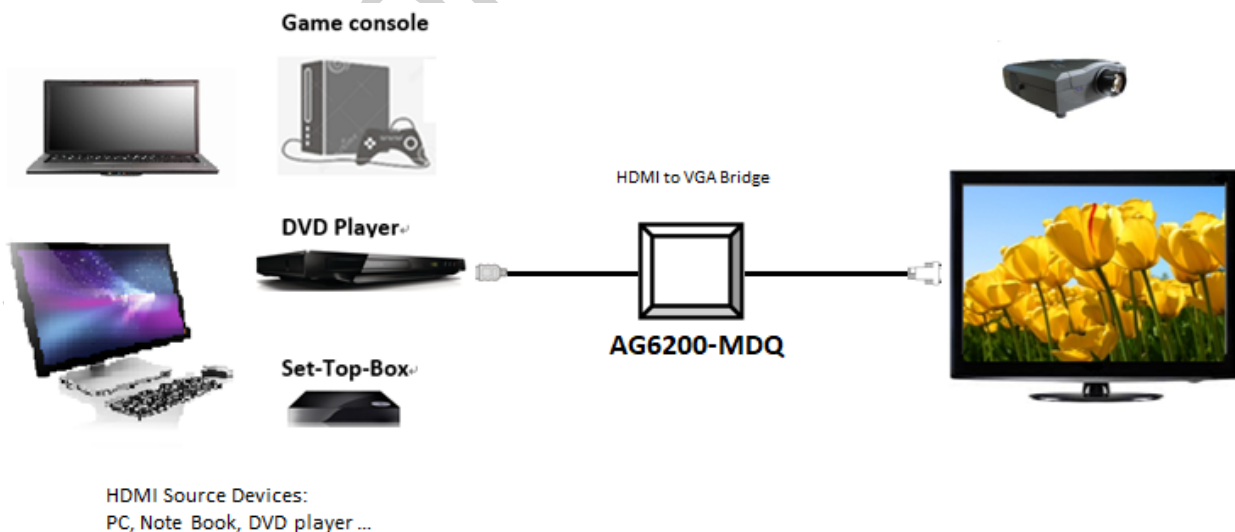 Game console
HDMI to VGA Bridge
DVD Player
AG6200-MDQ
Set-Top-Box
HDMI Source Devices:
PC, Note Book, DVD player ...